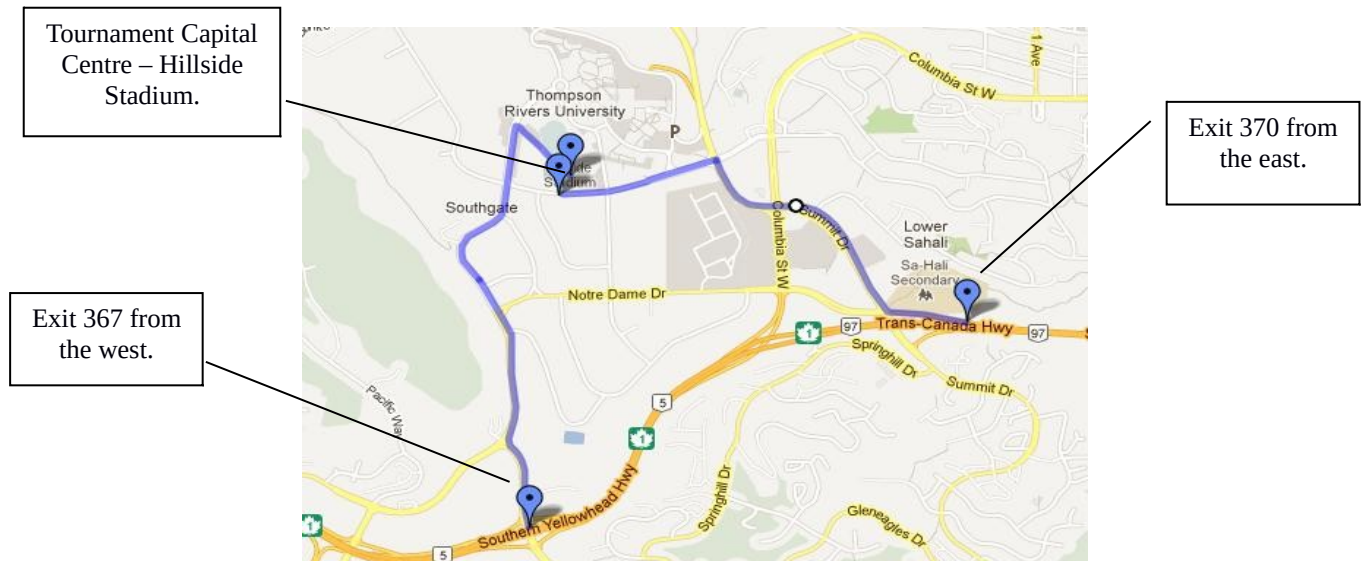 Tournament Capital
Centre – Hillside
Stadium.
Exit 370 from
the east.
Exit 367 from
the west.
1 Ave
Columbia St W
Thompson
Rivers University
P
Stadium
Southgate
Columbia St W
Summit Dr
Lower
Sahali
Sa-Hali
Secondary
Notre Dame Dr
1
97
Trans-Canada Hwy
97
Springhill Dr
Summit Dr
Pacific Way
5
1
Springhill Dr
Gleneagles Dr
1
Southern Yellowhead Hwy
5